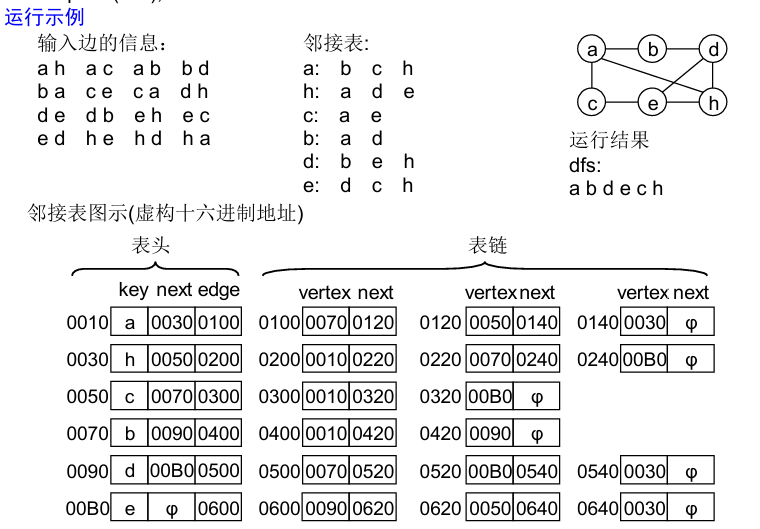 运行示例
输入边的信息:
a h a c a b b d
b a c e c a d h
d e d b e h e c
e d h e h d h a
邻接表:
a: b c h
h: a d e
c: a e
b: a d
d: b e h
e: d c h
a b d
c e h
运行结果
dfs:
a b d e c h
邻接表图示(虚构十六进制地址)
表头 表链
key next edge vertex next vertex next vertex next
0010 a 0030 0100 0100 0070 0120 0120 0050 0140 0140 0030 φ
0030 h 0050 0200 0200 0010 0220 0220 0070 0240 0240 00B0 φ
0050 c 0070 0300 0300 0010 0320 0320 00B0 φ
0070 b 0090 0400 0400 0010 0420 0420 0090 φ
0090 d 00B0 0500 0500 0070 0520 0520 00B0 0540 0540 0030 φ
00B0 e φ 0600 0600 0090 0620 0620 0050 0640 0640 0030 φ